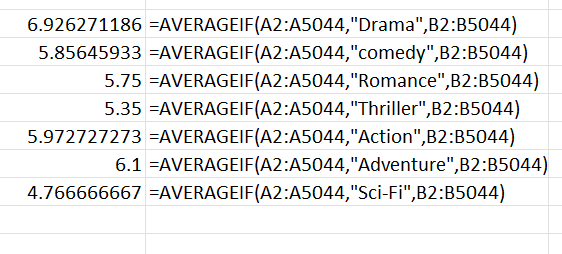 6.926271186 =AVERAGEIF(A2:A5044,"Drama",B2:B5044)
5.85645933 =AVERAGEIF(A2:A5044,"comedy",B2:B5044)
5.75 =AVERAGEIF(A2:A5044,"Romance",B2:B5044)
5.35 =AVERAGEIF(A2:A5044,"Thriller",B2:B5044)
5.972727273 =AVERAGEIF(A2:A5044,"Action",B2:B5044)
6.1 =AVERAGEIF(A2:A5044,"Adventure",B2:B5044)
4.766666667 =AVERAGEIF(A2:A5044,"Sci-Fi",B2:B5044)